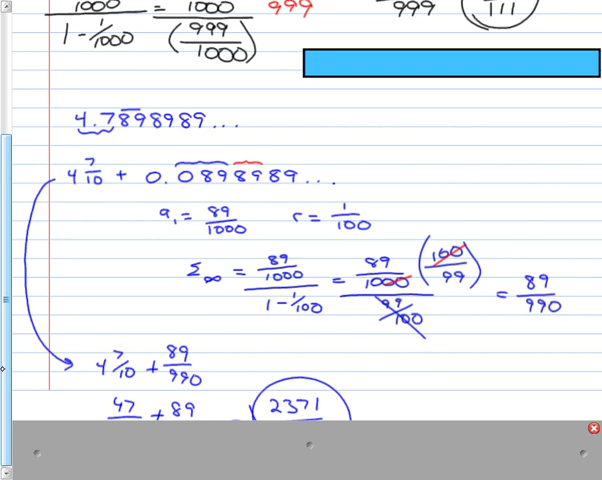 1000 = 1000 999
1 - 1/1000 (999/1000) 999 111
4.7898989...
4 7/10 + 0.0898989...
a₁ = 89/1000 r = 1/100
Σ∞ = 89/1000 / 1 - 1/100 = 89/1000 (100/99) / 99/100 = 89/990
4 7/10 + 89/990
47 + 89 = 2371